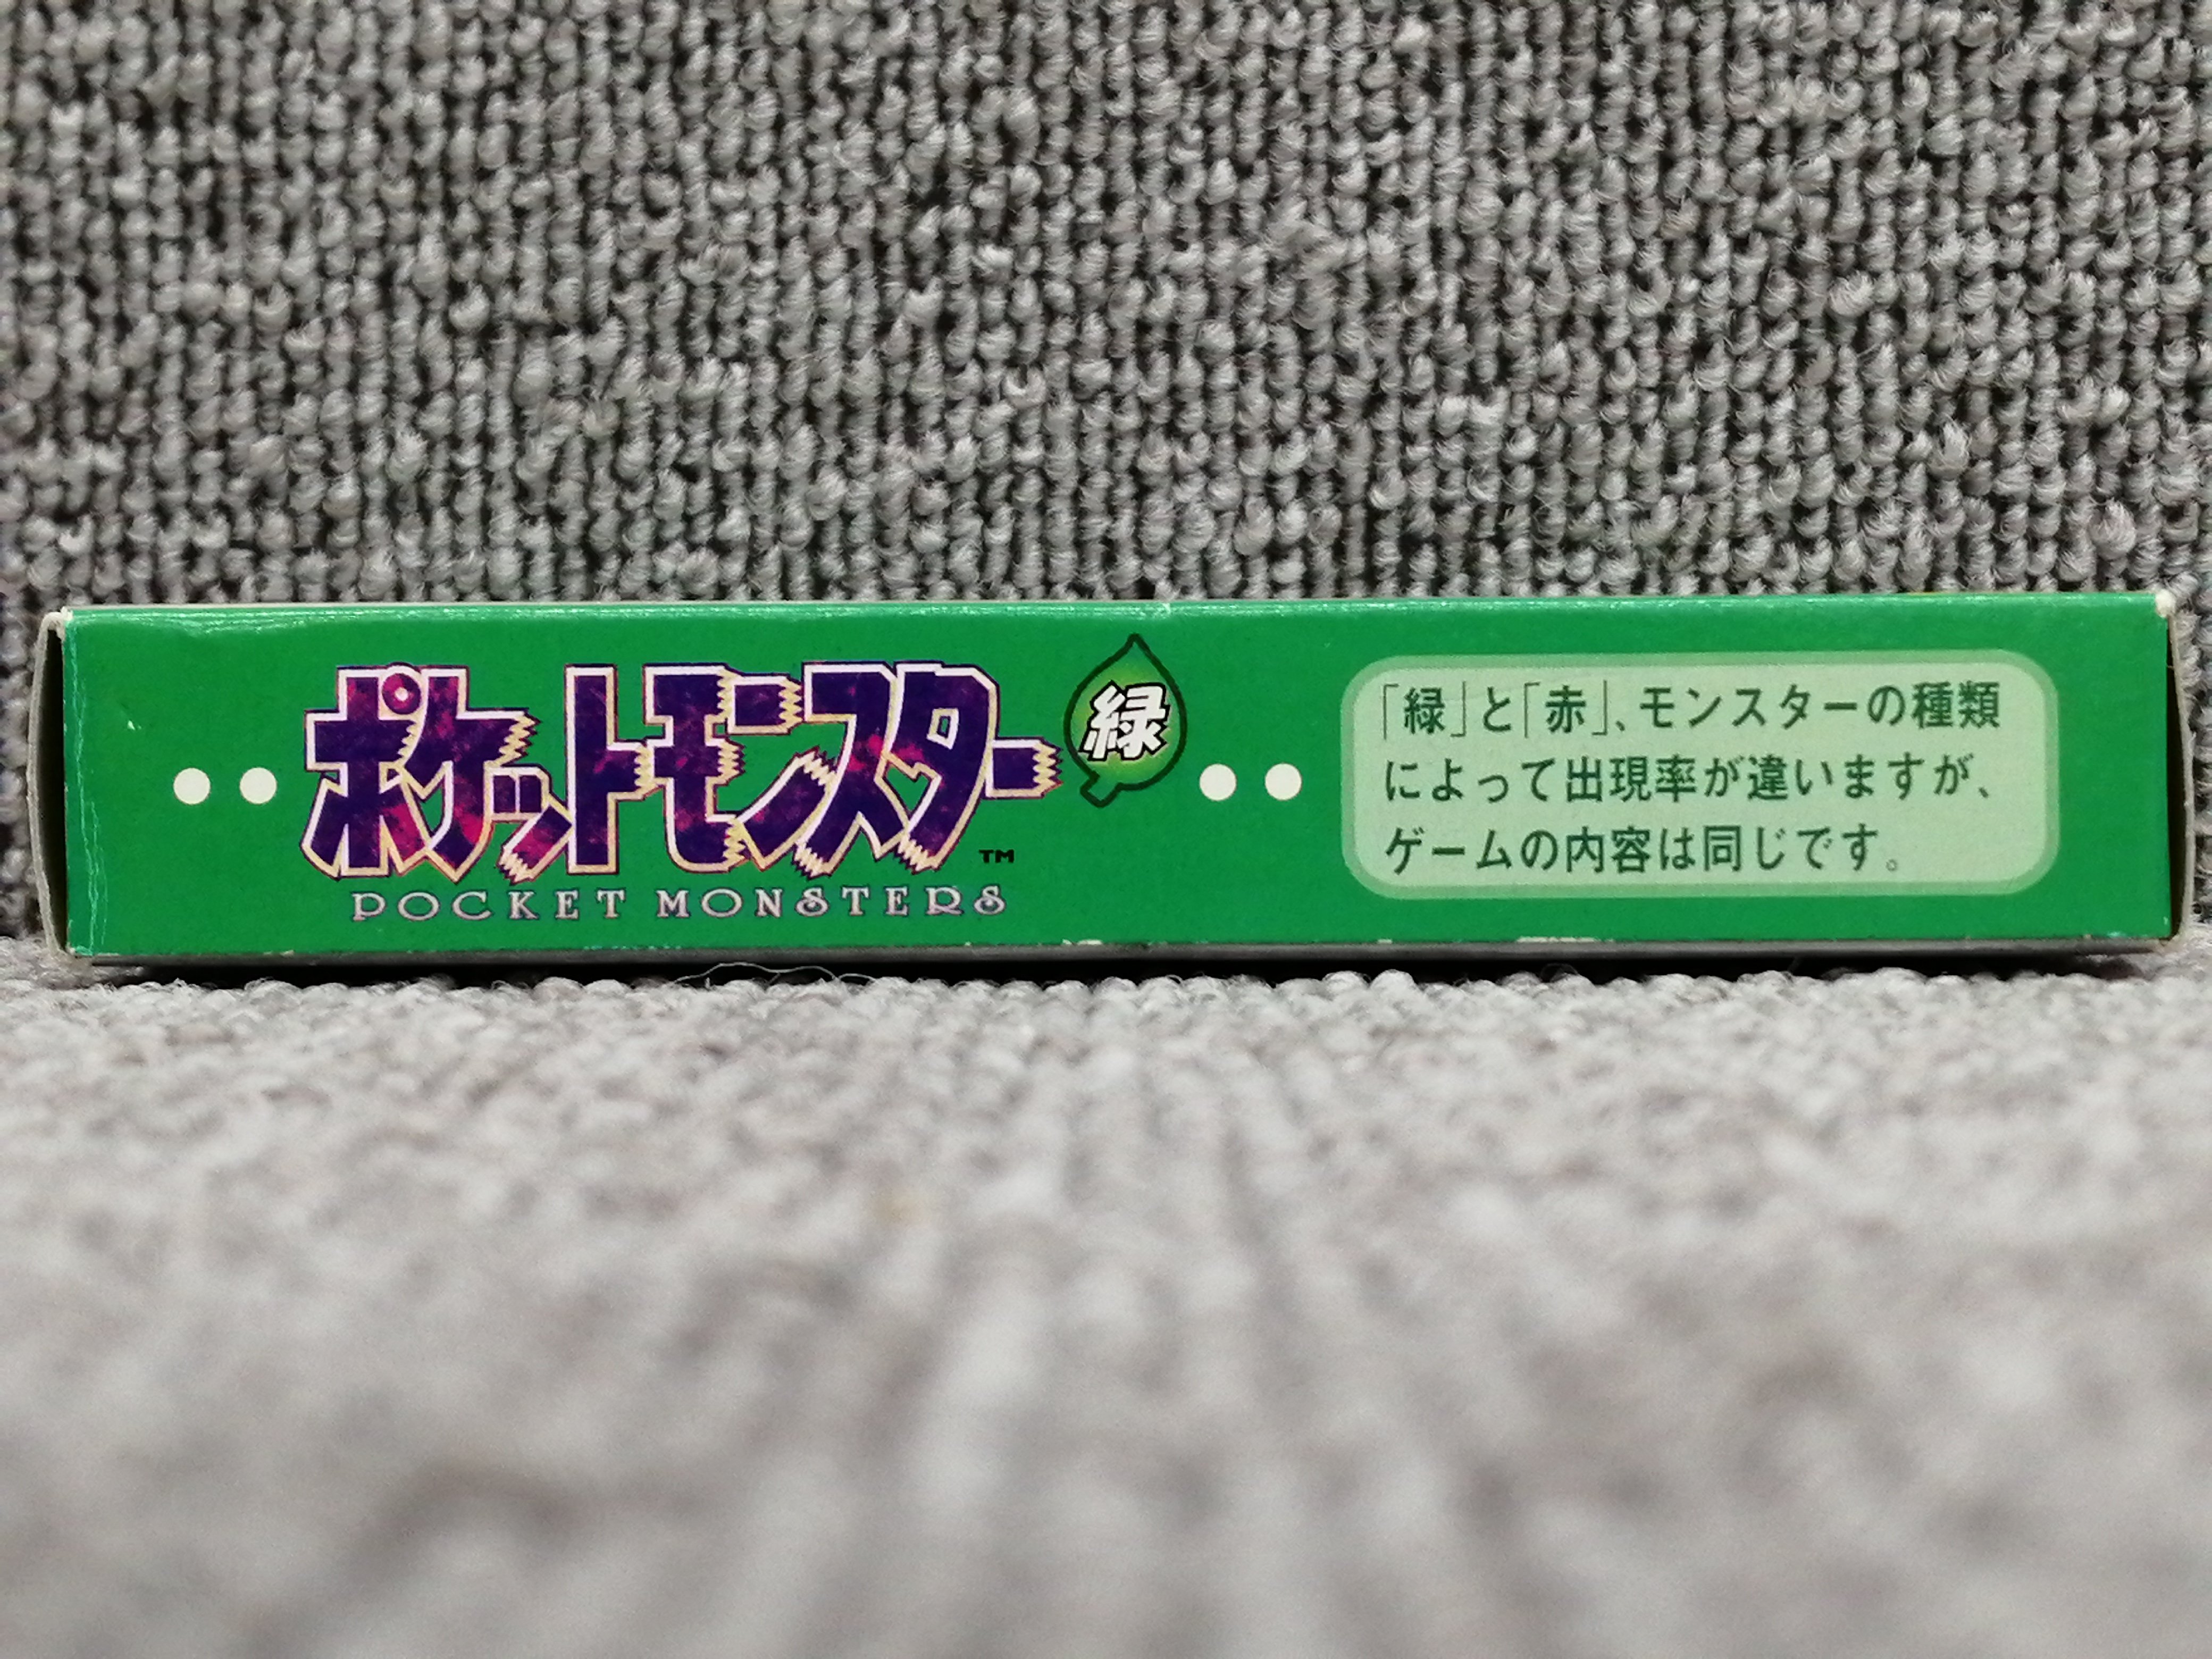 ポケットモンスター 緑
TM
POCKET MONSTERS
「緑」と「赤」、モンスターの種類
によって出現率が違いますが、
ゲームの内容は同じです。